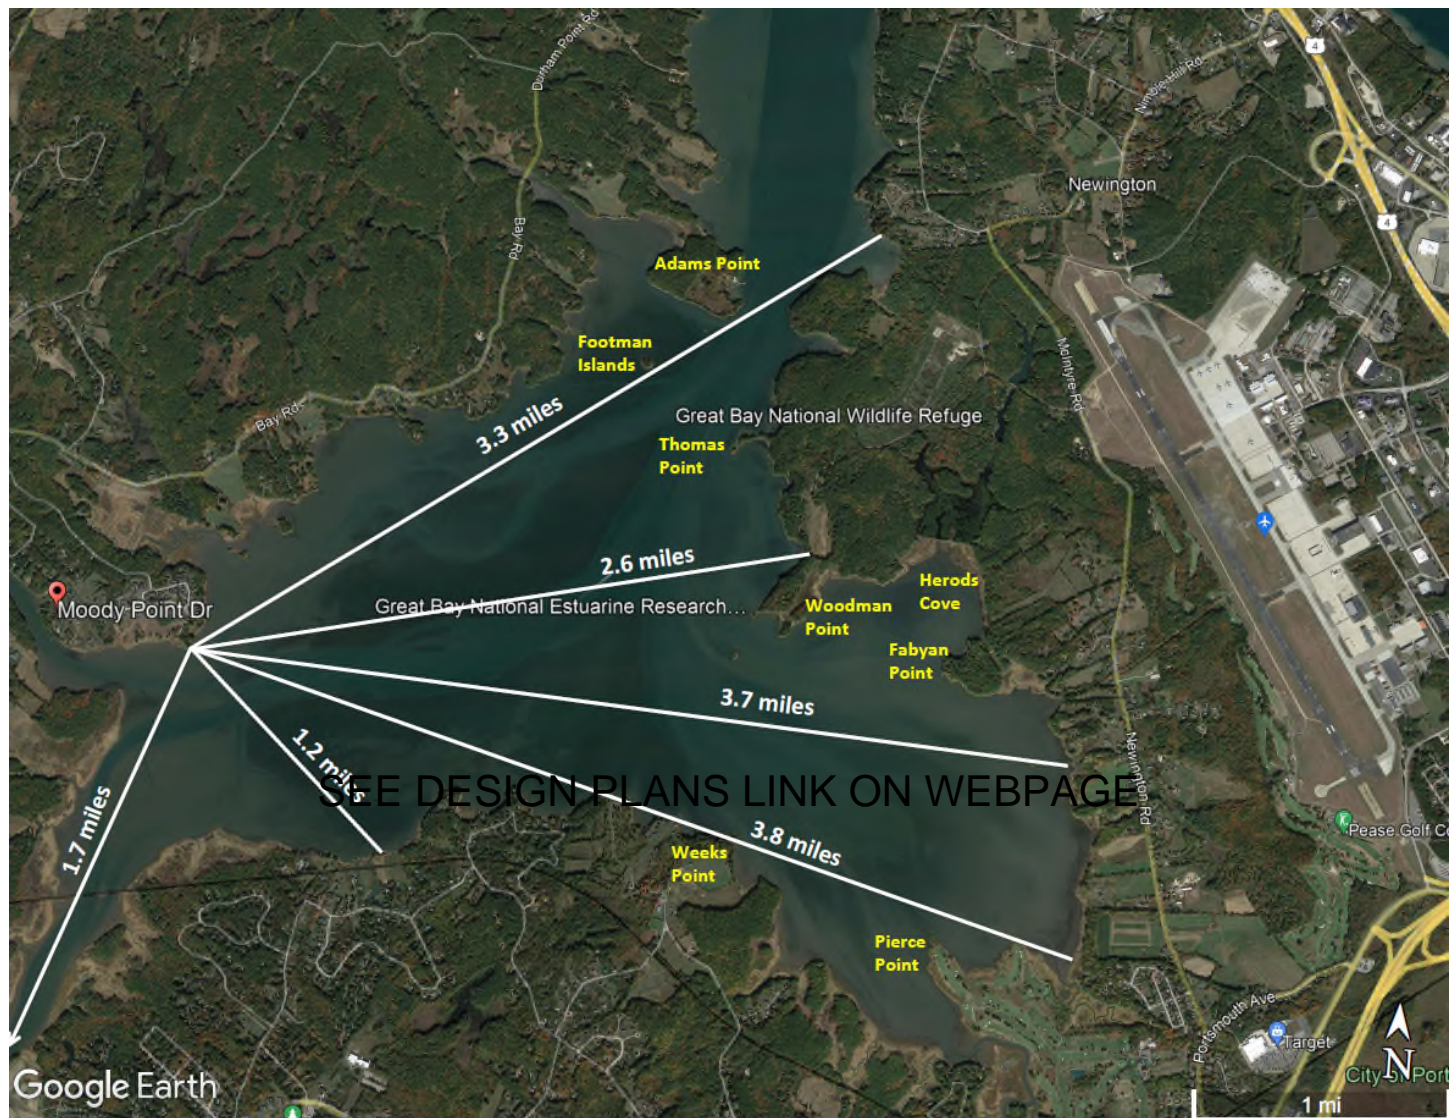 Durham Point Rd
4
Nimble Hill Rd
Newington
4
Bay Rd
Adams Point
Footman
Islands
McIntyre Rd
Bay Rd
3.3 miles
Great Bay National Wildlife Refuge
Thomas
Point
2.6 miles
Herods
Cove
Moody Point Dr
Great Bay National Estuarine Research...
Woodman
Point
Fabyan
Point
3.7 miles
Newington Rd
1.2 miles
SEE DESIGN PLANS LINK ON WEBPAGE
1.7 miles
3.8 miles
Pease Golf Co
Weeks
Point
Pierce
Point
Portsmouth Ave
Target
N
City of Port
Google Earth
1 mi